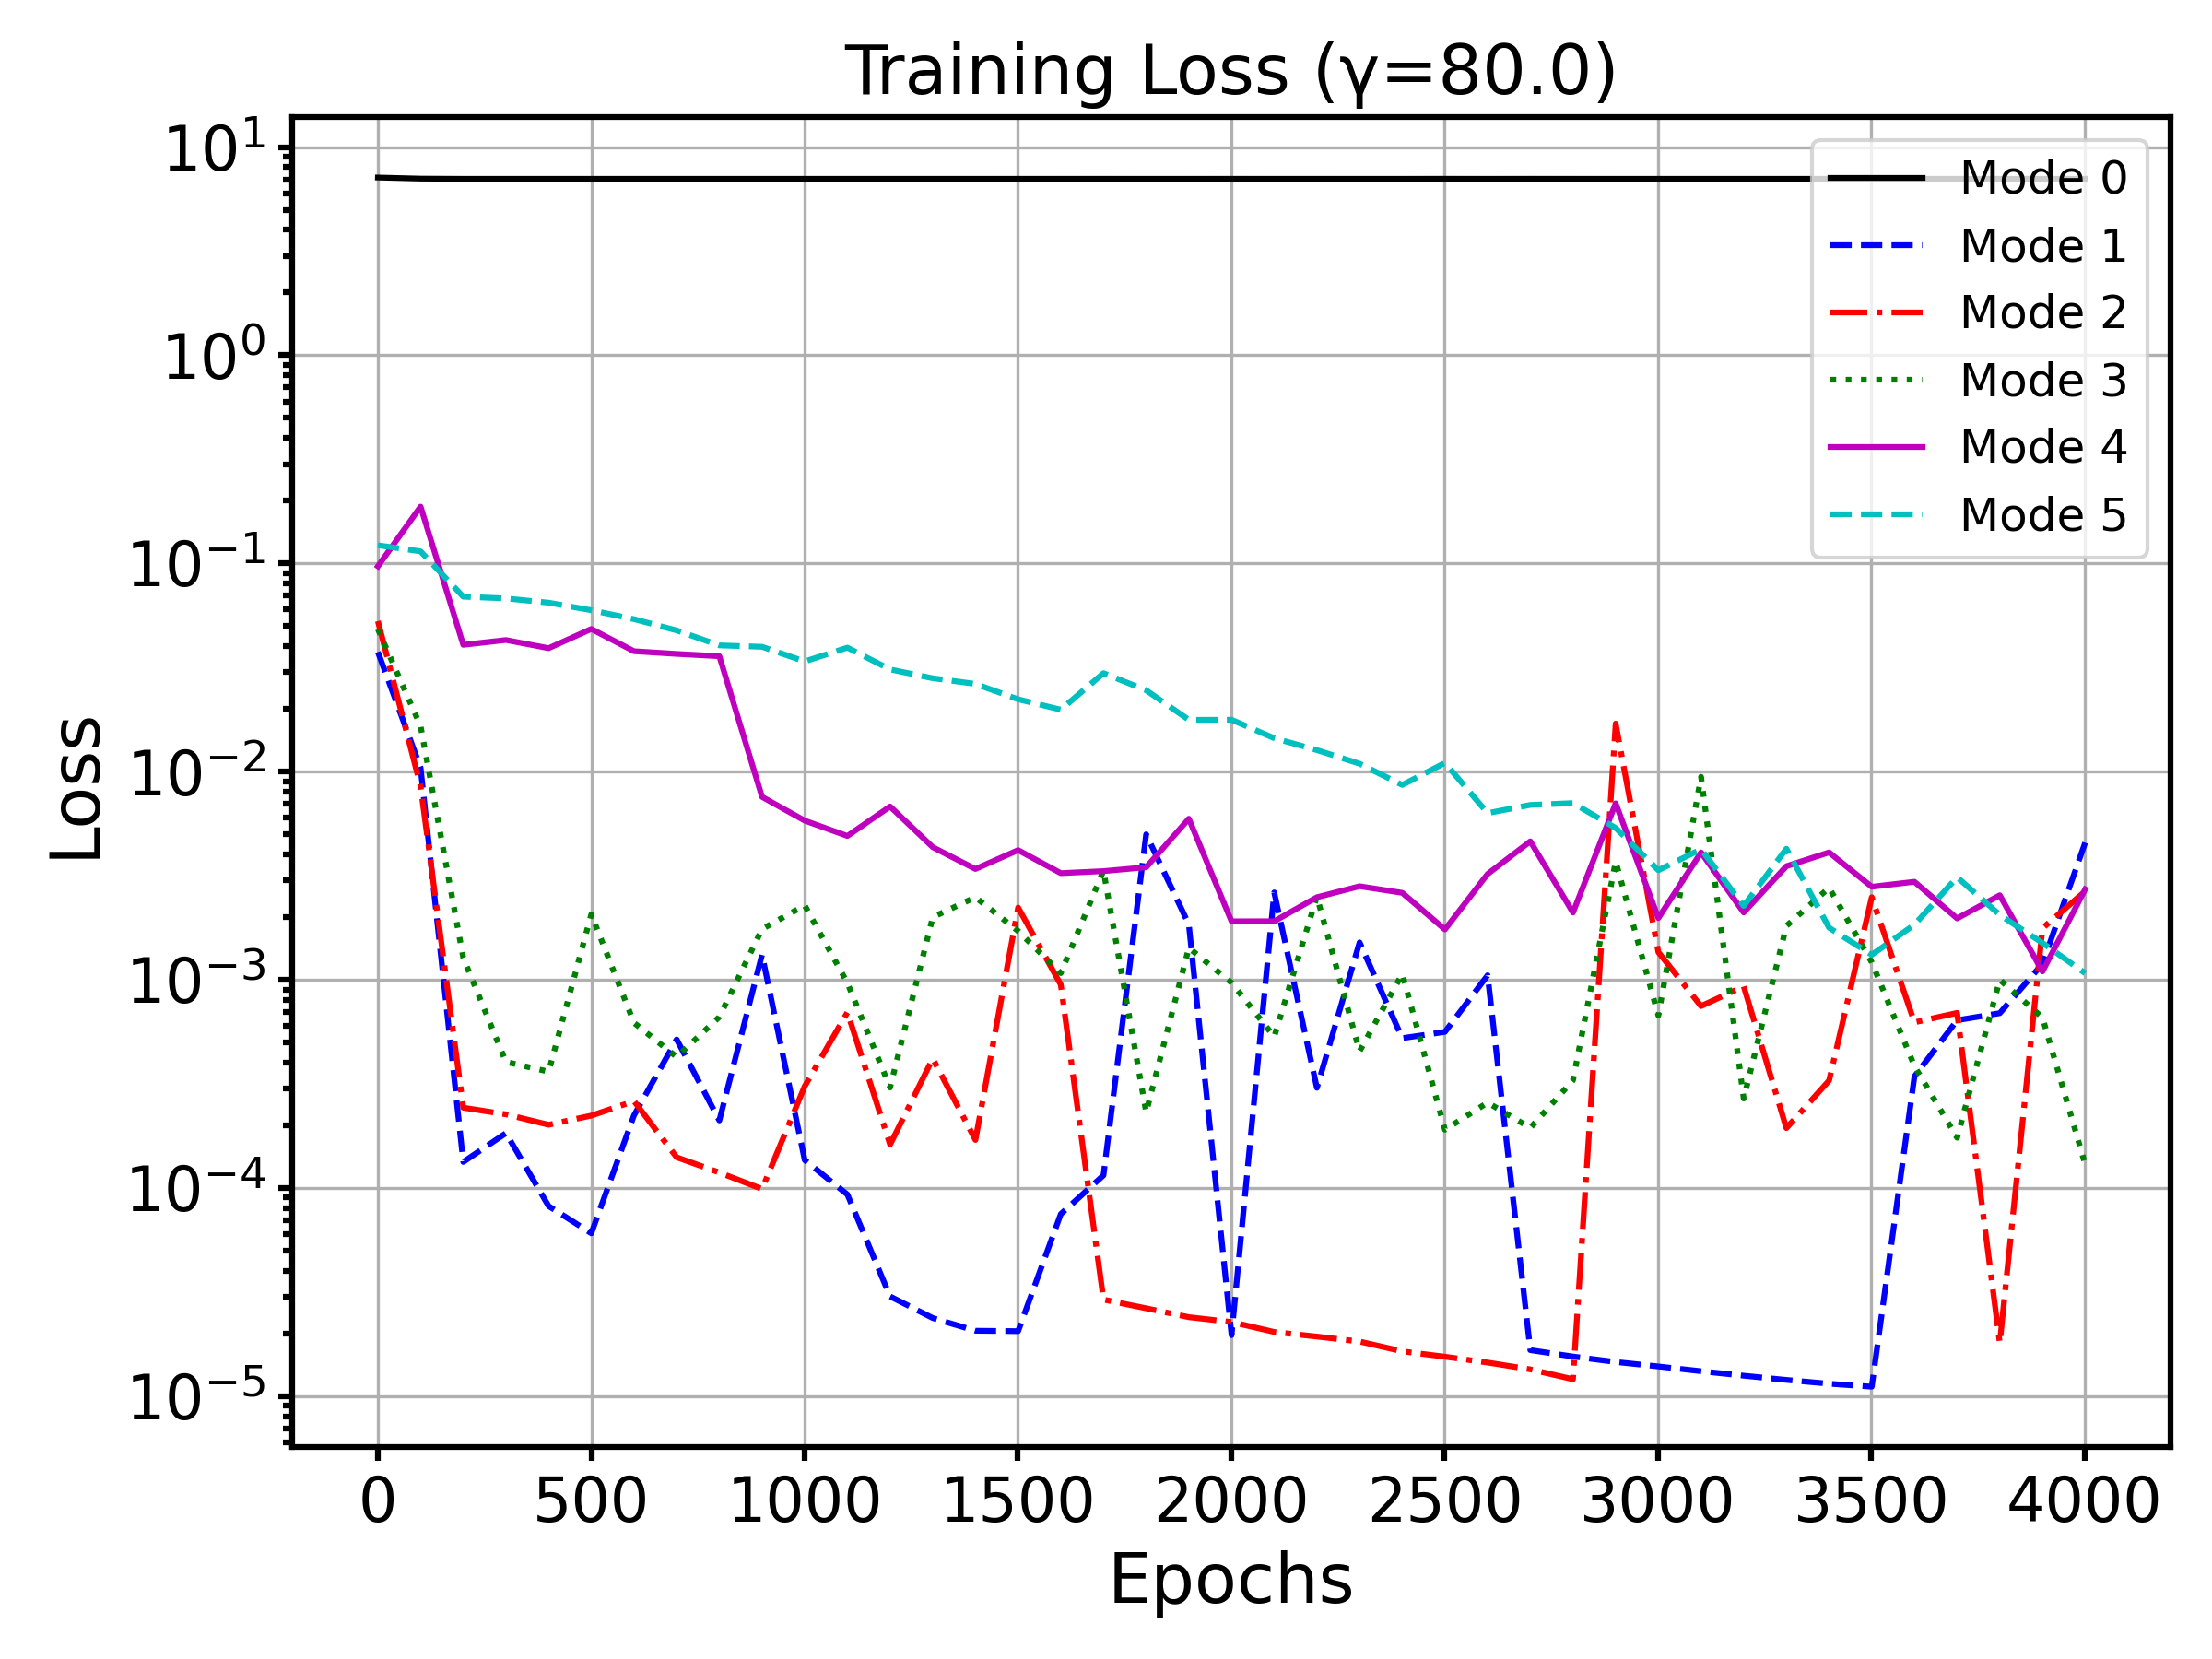 Training Loss (γ=80.0)
10¹
10⁰
10⁻¹
10⁻²
10⁻³
10⁻⁴
10⁻⁵
Loss
Mode 0
Mode 1
Mode 2
Mode 3
Mode 4
Mode 5
0 500 1000 1500 2000 2500 3000 3500 4000
Epochs